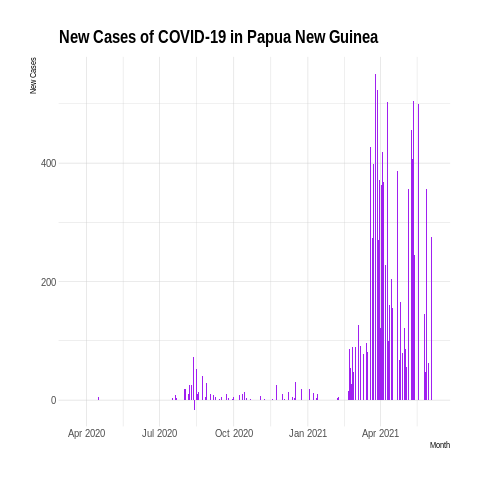 New Cases of COVID-19 in Papua New Guinea
New Cases
400
200
0
Apr 2020 Jul 2020 Oct 2020 Jan 2021 Apr 2021
Month